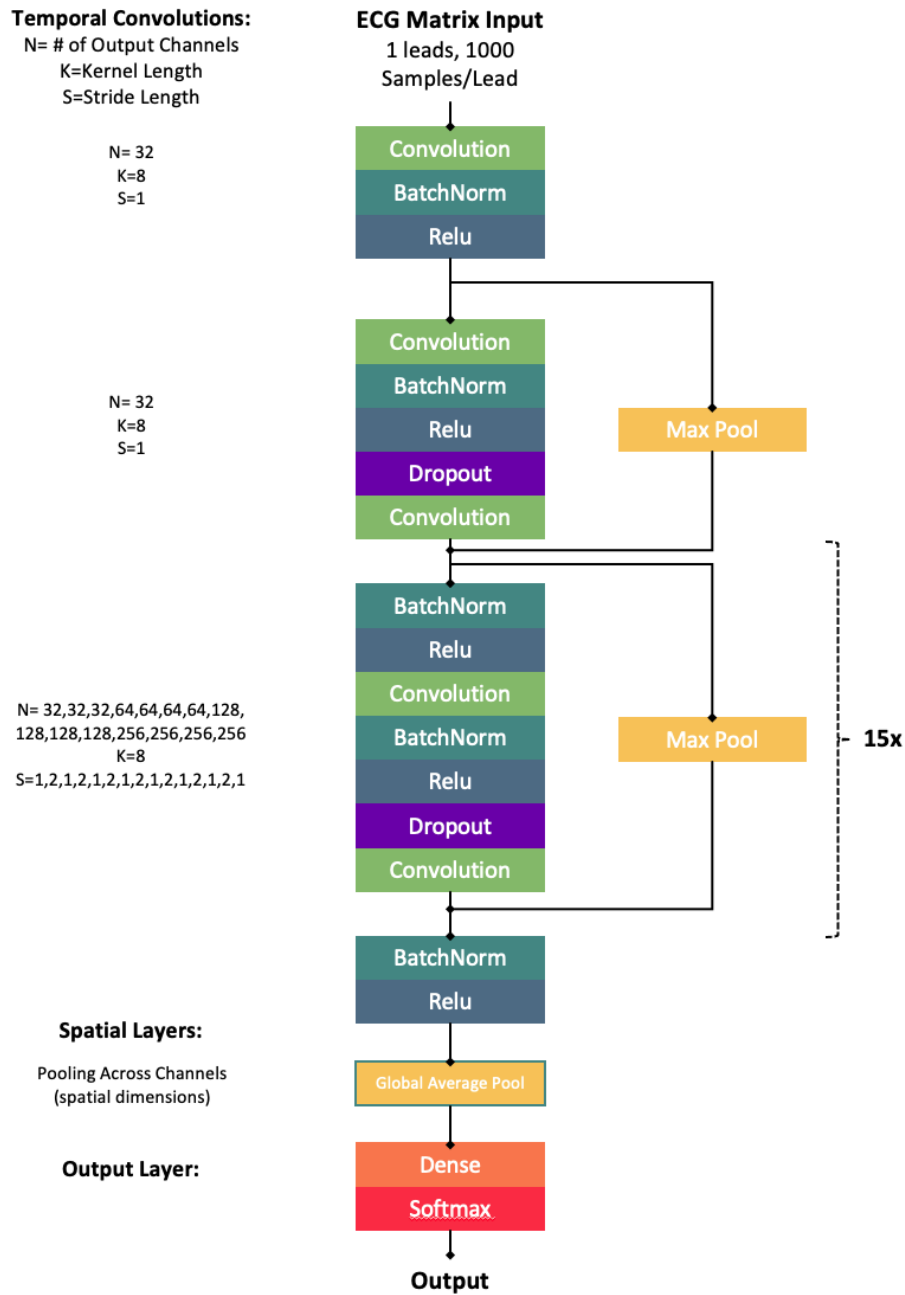 Temporal Convolutions:
N= # of Output Channels
K=Kernel Length
S=Stride Length
ECG Matrix Input
1 leads, 1000
Samples/Lead
N= 32
K=8
S=1
Convolution
BatchNorm
Relu
N= 32
K=8
S=1
Convolution
BatchNorm
Relu
Dropout
Convolution
Max Pool
N= 32,32,32,64,64,64,64,128,
128,128,128,256,256,256,256
K=8
S=1,2,1,2,1,2,1,2,1,2,1,2,1,2,1
BatchNorm
Relu
Convolution
BatchNorm
Relu
Dropout
Convolution
Max Pool
15x
BatchNorm
Relu
Spatial Layers:
Pooling Across Channels
(spatial dimensions)
Global Average Pool
Output Layer:
Dense
Softmax
Output